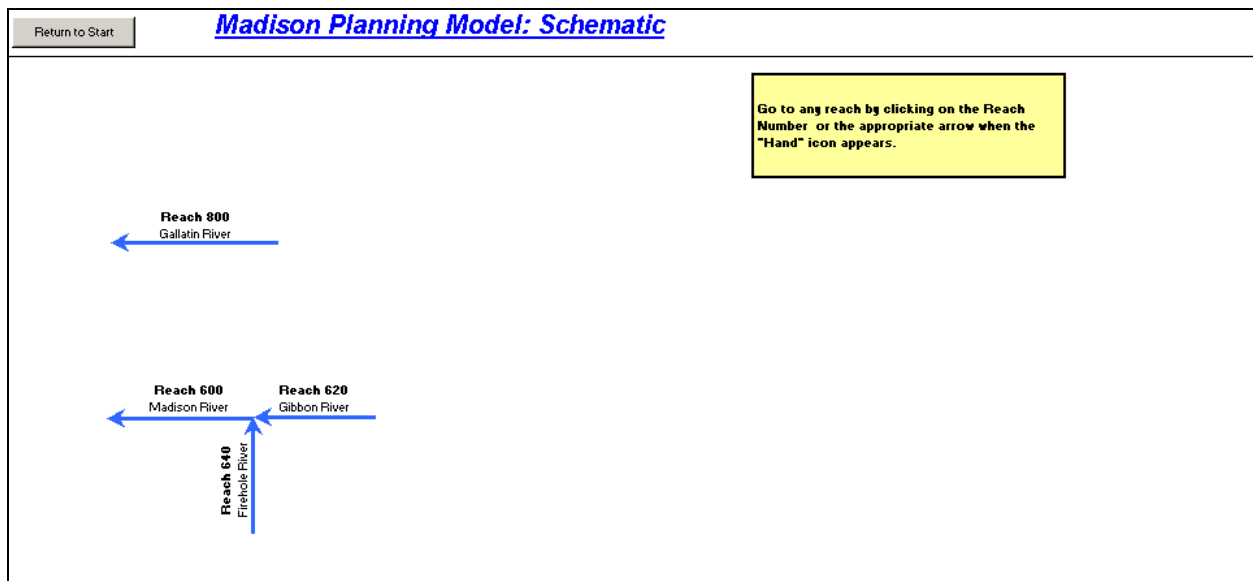 Return to Start
Madison Planning Model: Schematic
Go to any reach by clicking on the Reach
Number or the appropriate arrow when the
"Hand" icon appears.
Reach 800
Gallatin River
Reach 600
Madison River
Reach 620
Gibbon River
Reach 640
Firehole River